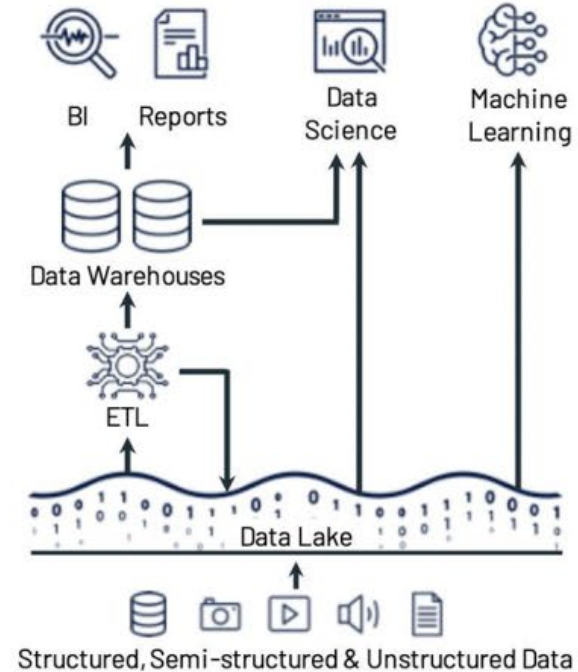 BI
Reports
Data
Science
Machine
Learning
Data Warehouses
ETL
Data Lake
Structured, Semi-structured & Unstructured Data